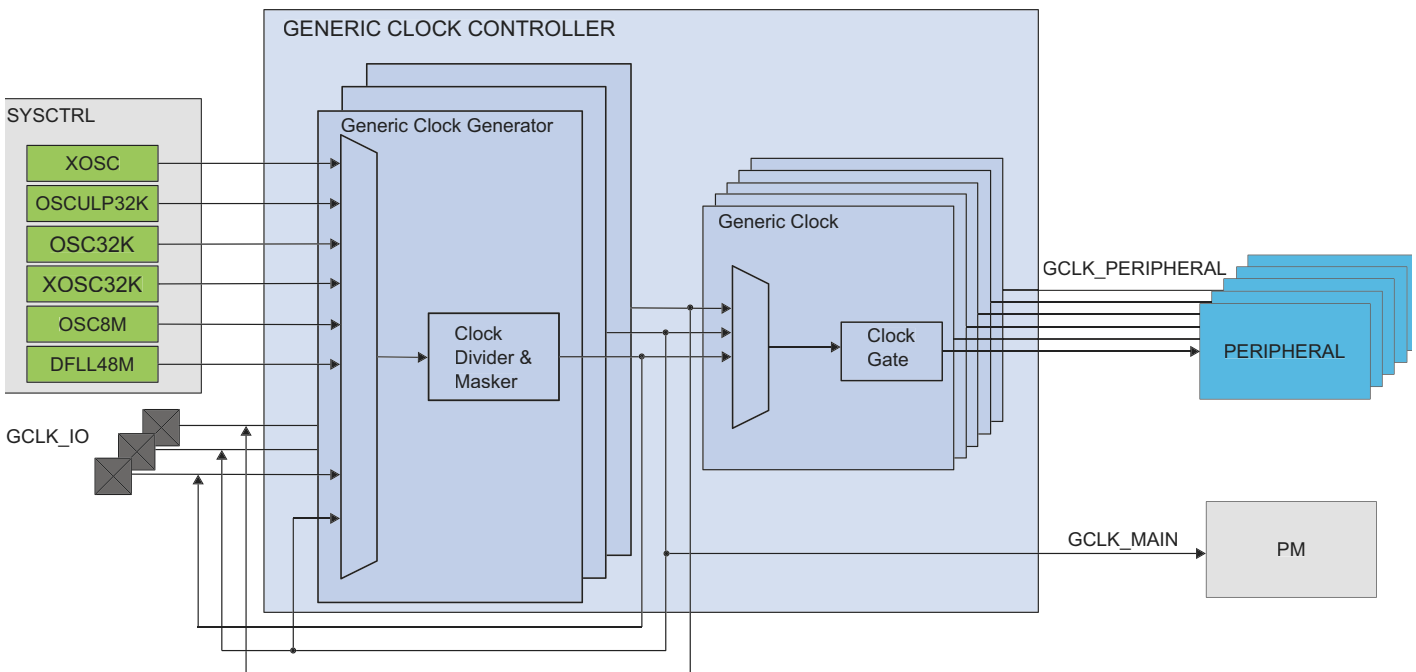 GENERIC CLOCK CONTROLLER
SYSCTRL
XOSC
OSCULP32K
OSC32K
XOSC32K
OSC8M
DFLL48M
GCLK_IO
Generic Clock Generator
Clock
Divider &
Masker
Generic Clock
Clock
Gate
GCLK_PERIPHERAL
PERIPHERAL
GCLK_MAIN
PM